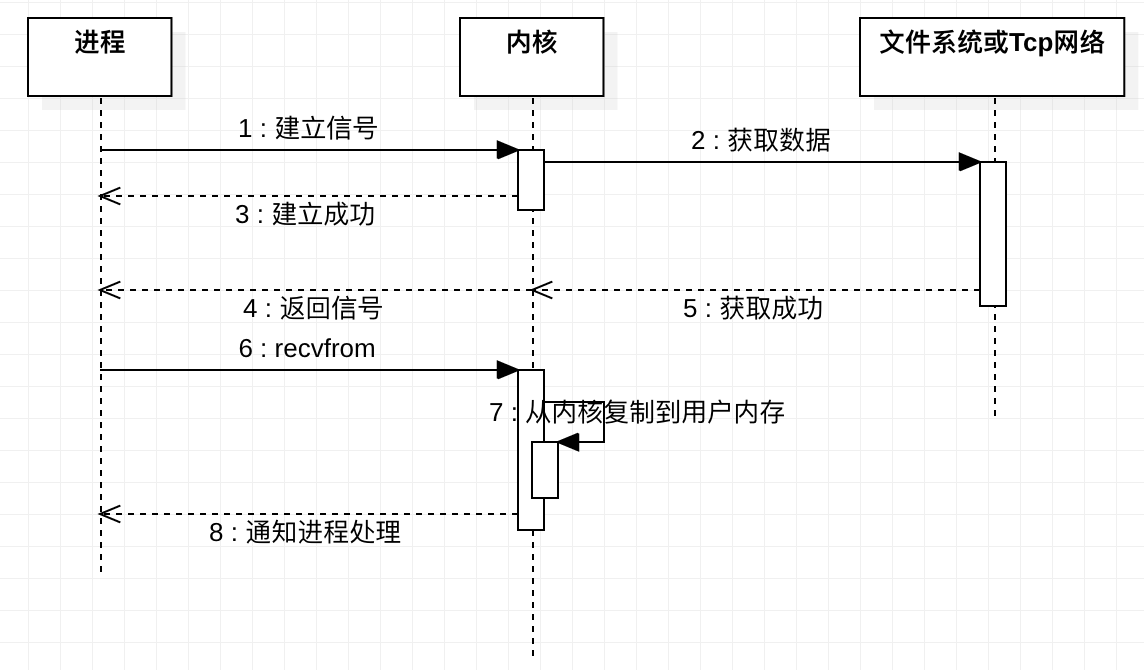 进程
内核
文件系统或Tcp网络
1 : 建立信号
2 : 获取数据
3 : 建立成功
4 : 返回信号
5 : 获取成功
6 : recvfrom
7 : 从内核复制到用户内存
8 : 通知进程处理